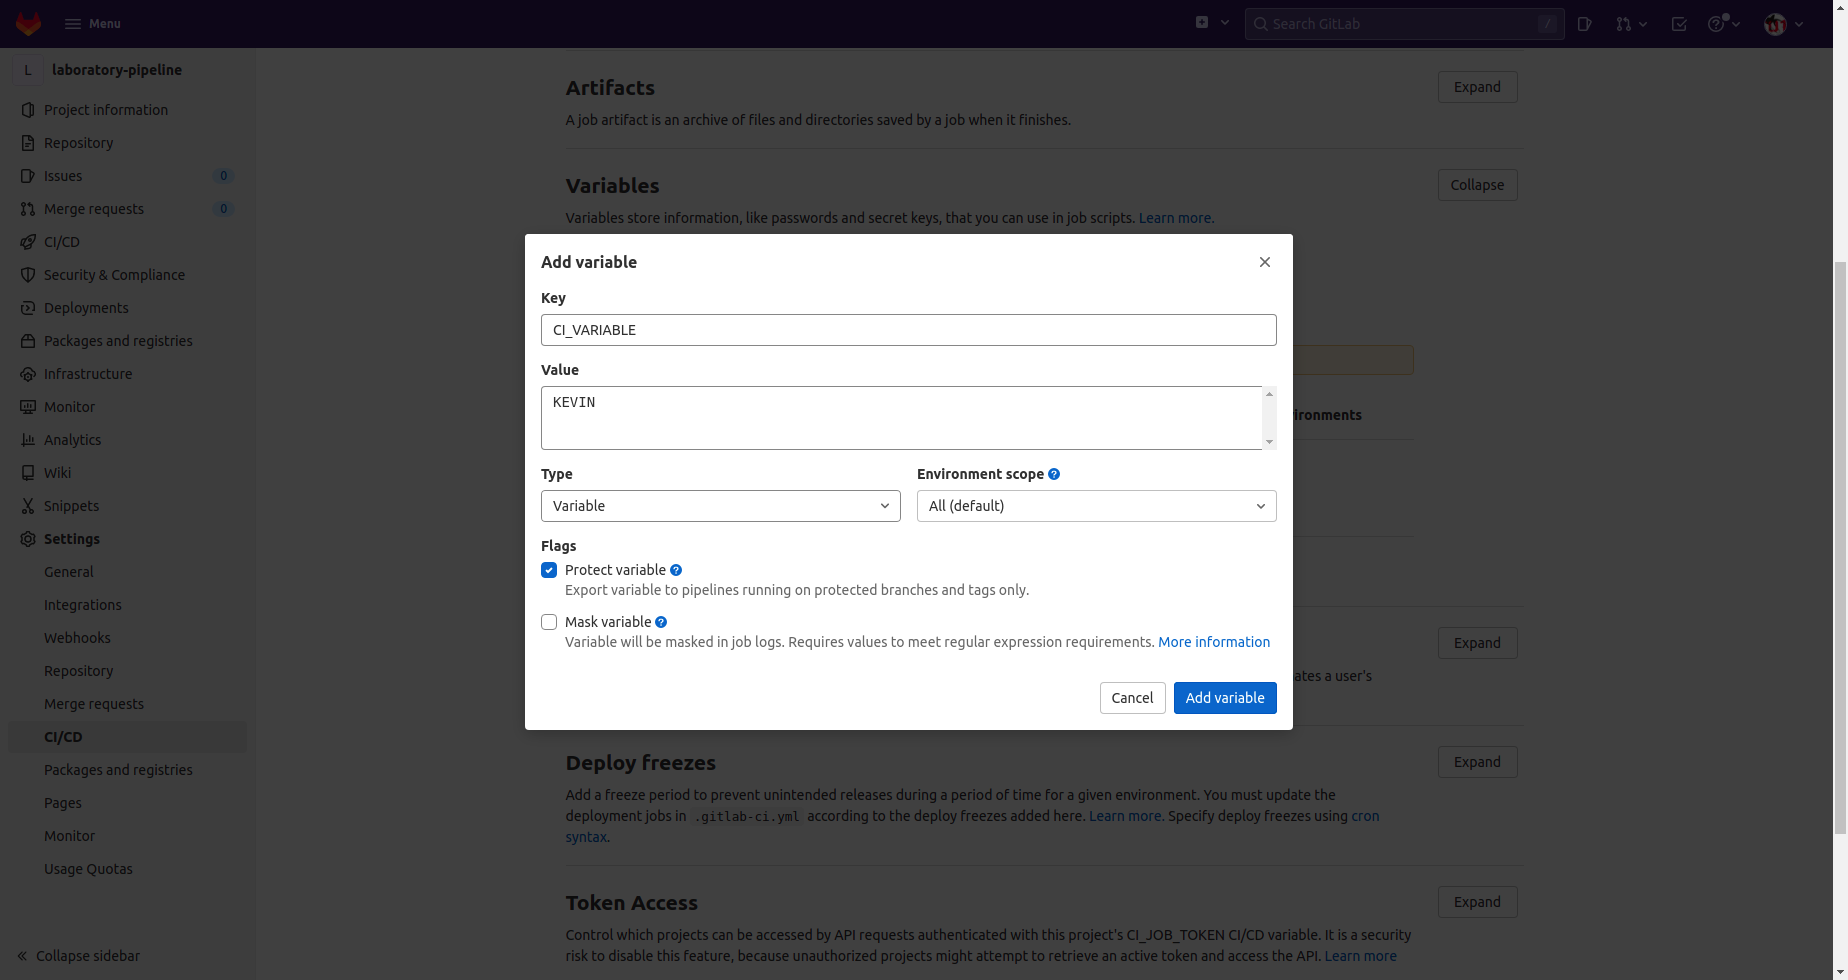 Menu
Search GitLab
/
L
laboratory-pipeline
Project information
Repository
Issues 0
Merge requests 0
CI/CD
Security & Compliance
Deployments
Packages and registries
Infrastructure
Monitor
Analytics
Wiki
Snippets
Settings
General
Integrations
Webhooks
Repository
Merge requests
CI/CD
Packages and registries
Pages
Monitor
Usage Quotas
Collapse sidebar
Artifacts
Expand
A job artifact is an archive of files and directories saved by a job when it finishes.
Variables
Collapse
Variables store information, like passwords and secret keys, that you can use in job scripts. Learn more.
Add variable
Key
CI_VARIABLE
Value
KEVIN
Type
Variable
Environment scope ?
All (default)
Flags
Protect variable ?
Export variable to pipelines running on protected branches and tags only.
Mask variable ?
Variable will be masked in job logs. Requires values to meet regular expression requirements. More information
Cancel
Add variable
ironments
Expand
ates a user's
Deploy freezes
Expand
Add a freeze period to prevent unintended releases during a period of time for a given environment. You must update the
deployment jobs in .gitlab-ci.yml according to the deploy freezes added here. Learn more. Specify deploy freezes using cron
syntax.
Token Access
Expand
Control which projects can be accessed by API requests authenticated with this project's CI_JOB_TOKEN CI/CD variable. It is a security
risk to disable this feature, because unauthorized projects might attempt to retrieve an active token and access the API. Learn more